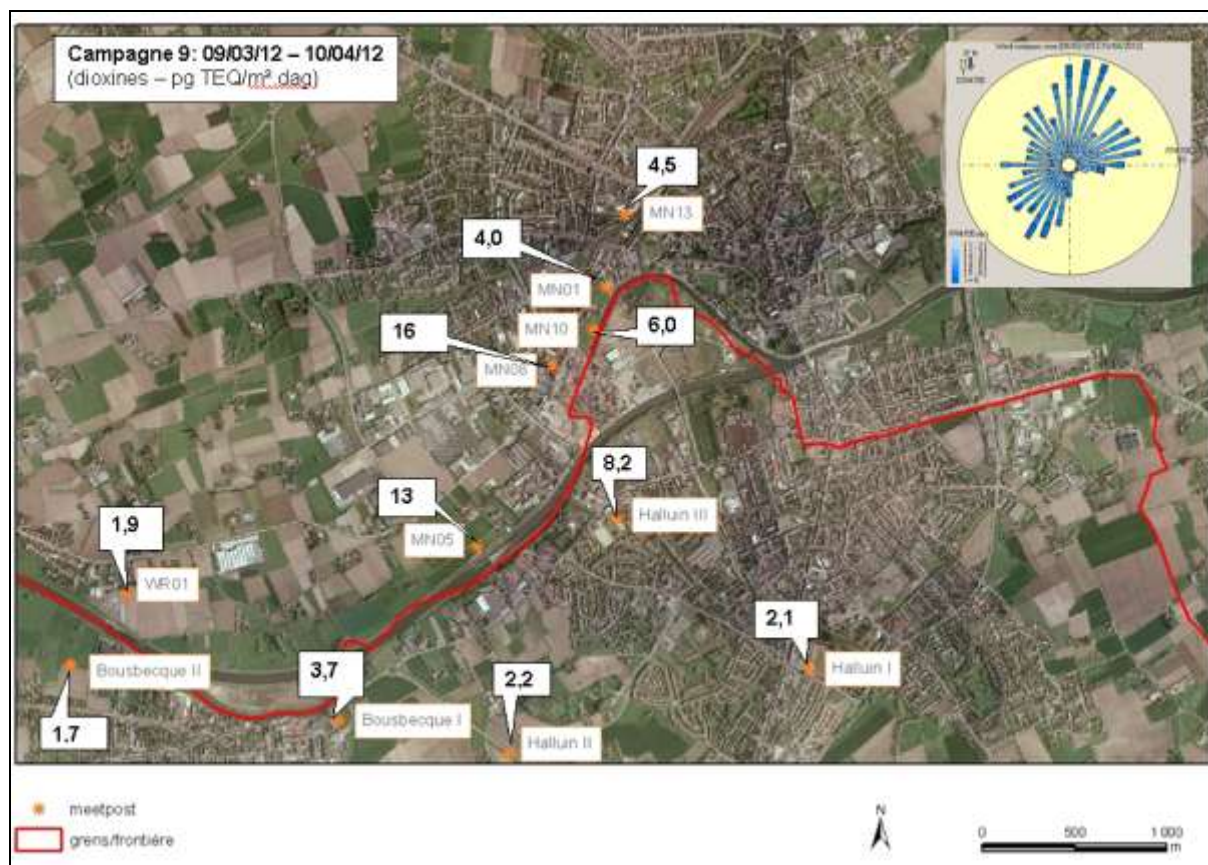 Campagne 9: 09/03/12 – 10/04/12
(dioxines – pg TEQ/m².dag)
4,5
MN13
4,0
MN01
MN10
6,0
16
MN08
8,2
Halluin III
13
MN05
1,9
WR01
2,1
Halluin I
Bousbecque II
3,7
2,2
1.7
Bousbecque I
Halluin II
meetpost
grens/frontière
N
0 500 1 000
m